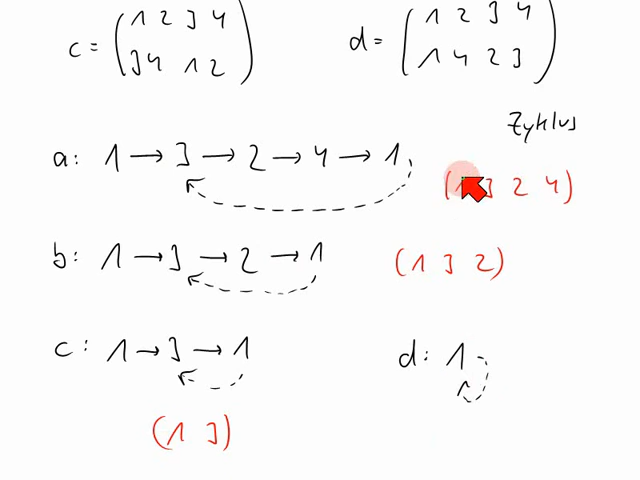 c = ( 1 2 3 4 ) d = ( 1 2 3 4 )
3 4 1 2 1 4 2 3
Zyklus
a: 1 → 3 → 2 → 4 → 1
( 3 2 4 )
b: 1 → 3 → 2 → 1 (1 3 2)
c: 1 → 3 → 1 d: 1
(1 3)